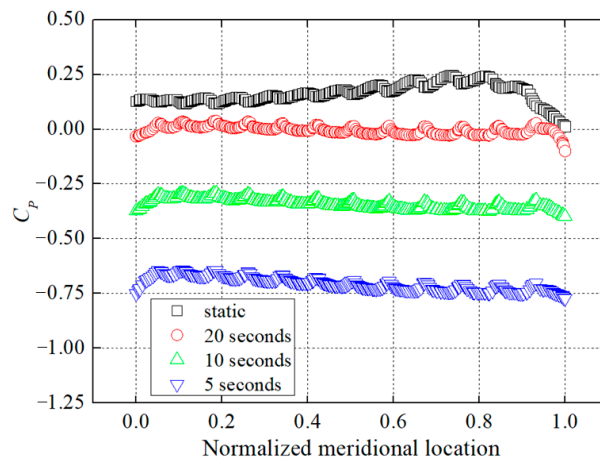 0.50
0.25
0.00
−0.25
−0.50
−0.75
−1.00
−1.25
C_P
static
20 seconds
10 seconds
5 seconds
0.0 0.2 0.4 0.6 0.8 1.0
Normalized meridional location